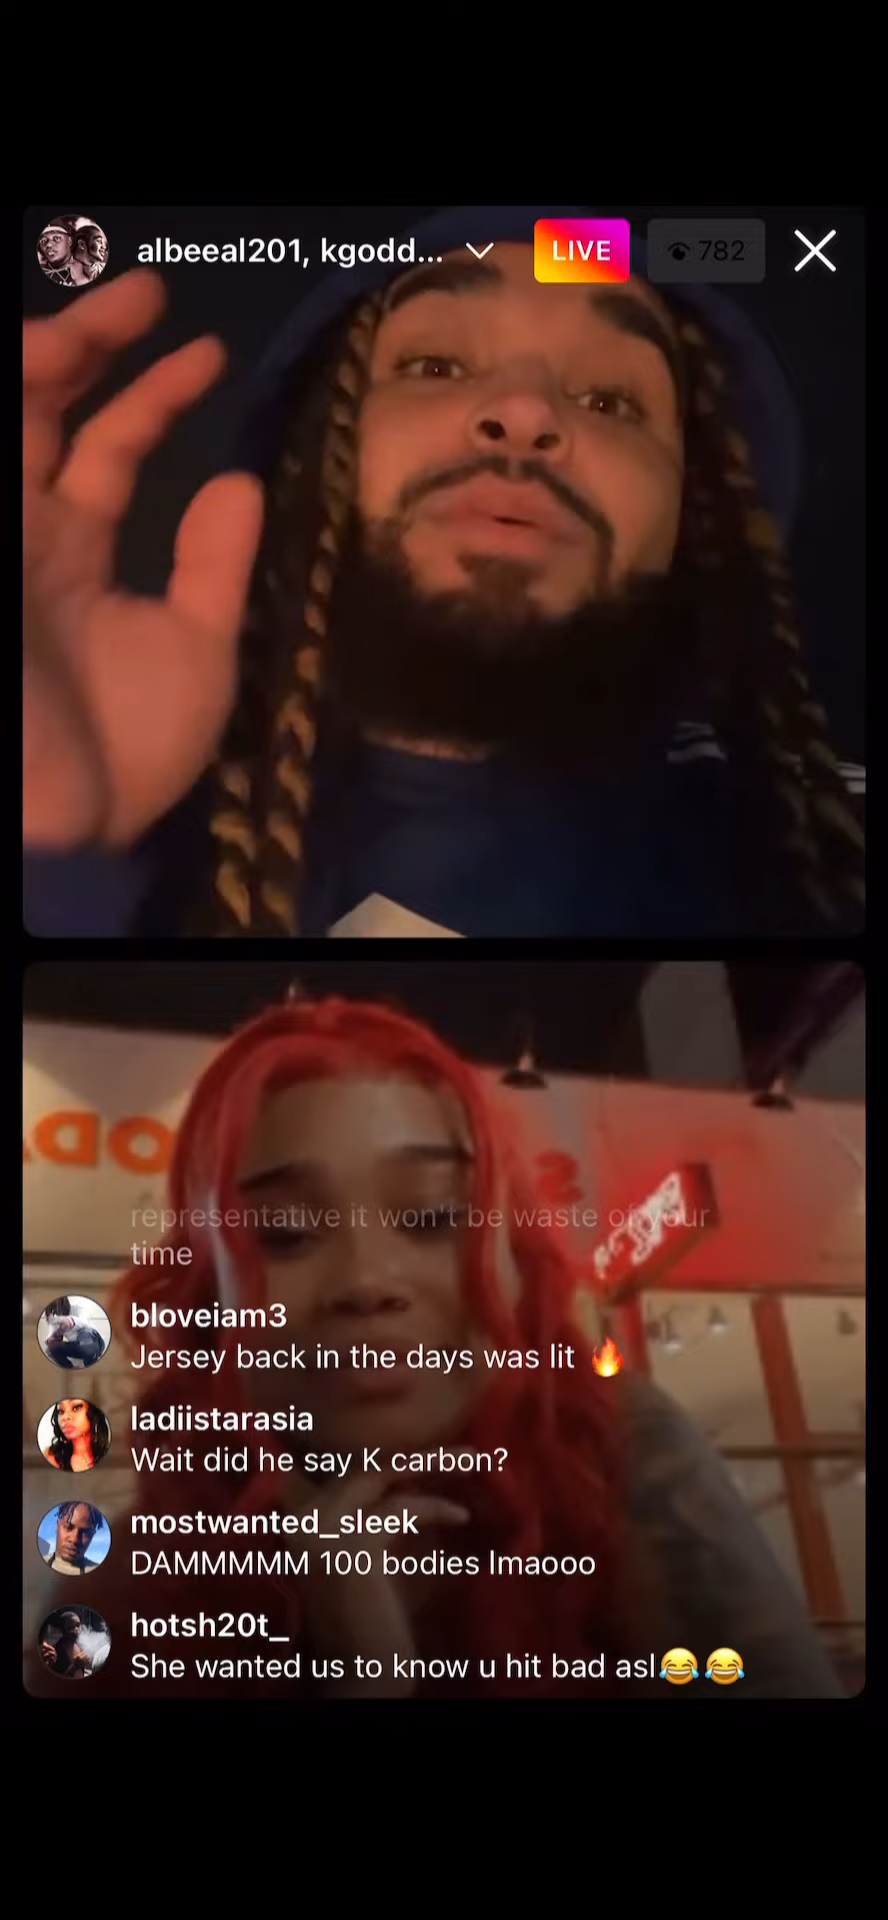 albeeal201, kgodd...
LIVE
782
representative it won't be waste of your
time
bloveiam3
Jersey back in the days was lit 🔥
ladiistarasia
Wait did he say K carbon?
mostwanted_sleek
DAMMMMM 100 bodies lmaooo
hotsh20t_
She wanted us to know u hit bad asl😂😂